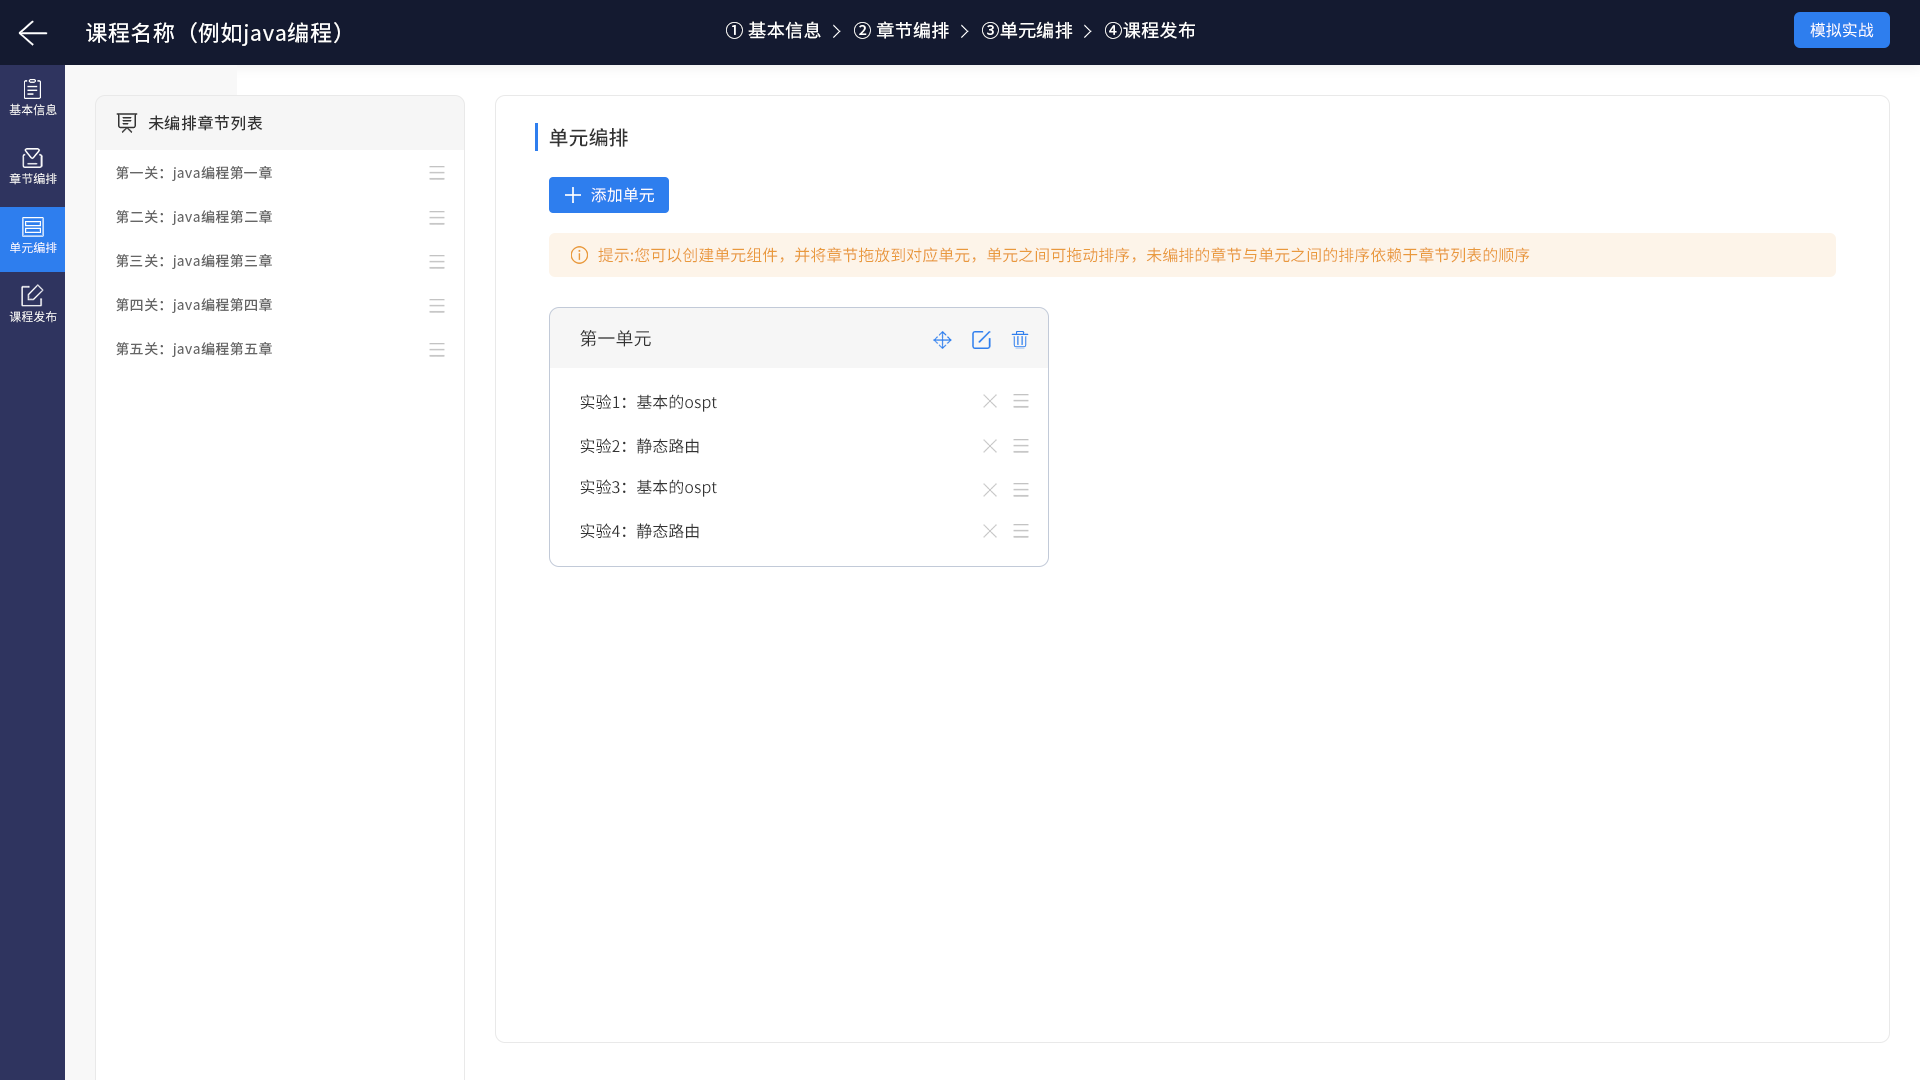 课程名称（例如java编程）
① 基本信息 > ② 章节编排 > ③单元编排 > ④课程发布
模拟实战
基本信息
章节编排
单元编排
课程发布
未编排章节列表
第一关：java编程第一章
第二关：java编程第二章
第三关：java编程第三章
第四关：java编程第四章
第五关：java编程第五章
单元编排
添加单元
提示:您可以创建单元组件，并将章节拖放到对应单元，单元之间可拖动排序，未编排的章节与单元之间的排序依赖于章节列表的顺序
第一单元
实验1：基本的ospt
实验2：静态路由
实验3：基本的ospt
实验4：静态路由